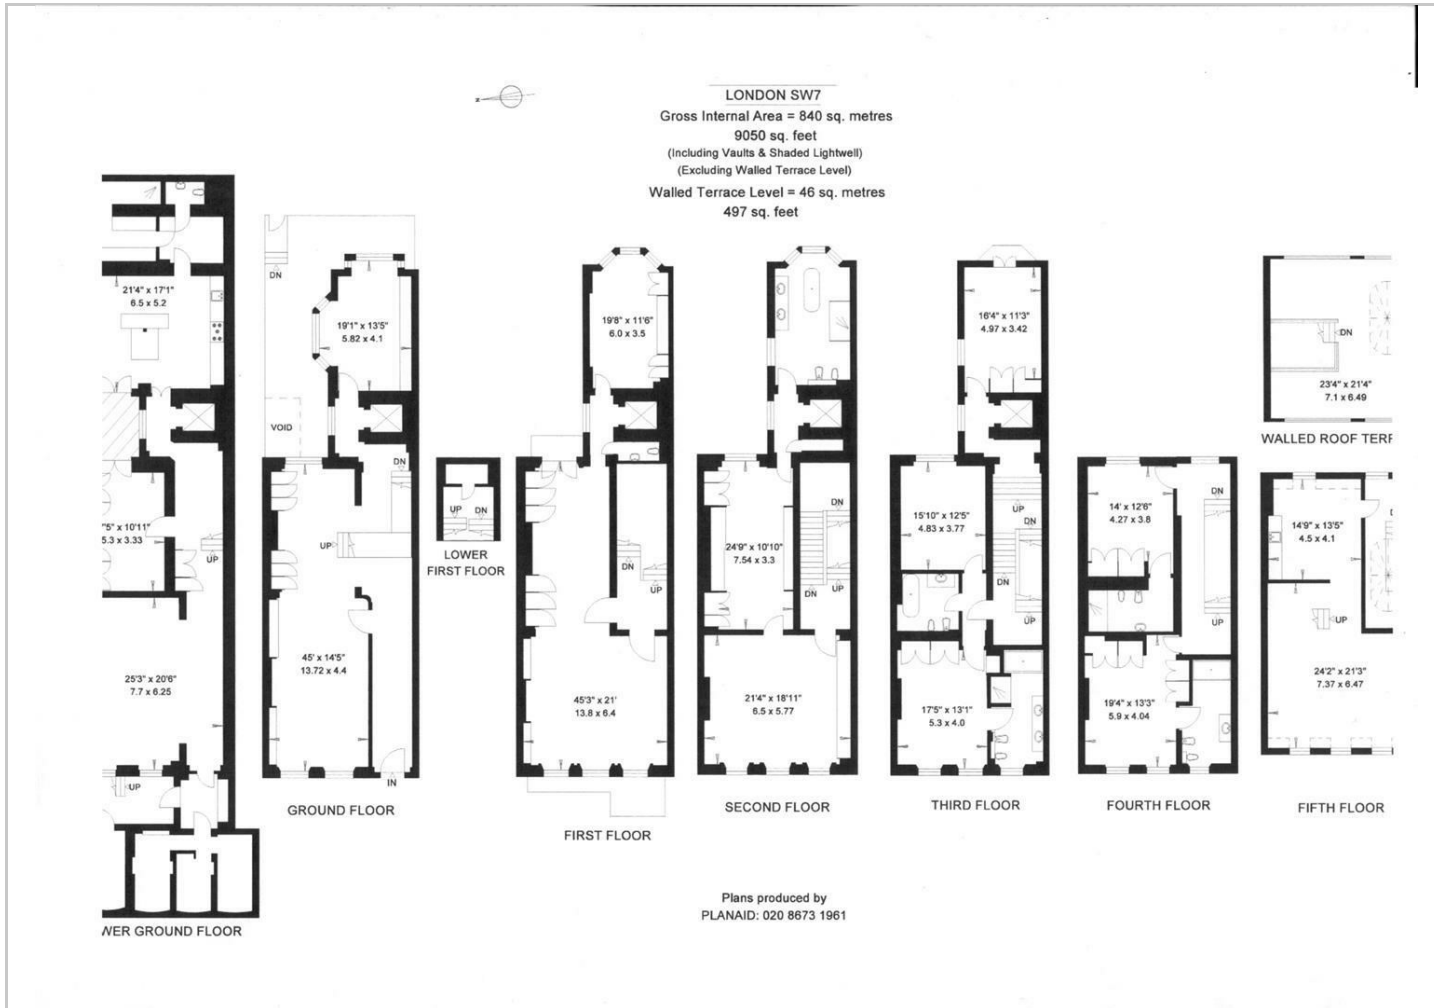 LONDON SW7
Gross Internal Area = 840 sq. metres
9050 sq. feet
(Including Vaults & Shaded Lightwell)
(Excluding Walled Terrace Level)
Walled Terrace Level = 46 sq. metres
497 sq. feet
21'4" x 17'1"
6.5 x 5.2
'5" x 10'11"
5.3 x 3.33
UP
25'3" x 20'6"
7.7 x 6.25
UP
WER GROUND FLOOR
DN
19'1" x 13'5"
5.82 x 4.1
VOID
DN
UP
45' x 14'5"
13.72 x 4.4
IN
GROUND FLOOR
UP
DN
LOWER
FIRST FLOOR
19'8" x 11'6"
6.0 x 3.5
DN
UP
45'3" x 21'
13.8 x 6.4
FIRST FLOOR
24'9" x 10'10"
7.54 x 3.3
DN
DN
UP
21'4" x 18'11"
6.5 x 5.77
SECOND FLOOR
16'4" x 11'3"
4.97 x 3.42
15'10" x 12'5"
4.83 x 3.77
UP
DN
DN
UP
17'5" x 13'1"
5.3 x 4.0
THIRD FLOOR
14' x 12'6"
4.27 x 3.8
DN
UP
19'4" x 13'3"
5.9 x 4.04
FOURTH FLOOR
DN
23'4" x 21'4"
7.1 x 6.49
WALLED ROOF TERR
14'9" x 13'5"
4.5 x 4.1
UP
24'2" x 21'3"
7.37 x 6.47
FIFTH FLOOR
Plans produced by
PLANAID: 020 8673 1961